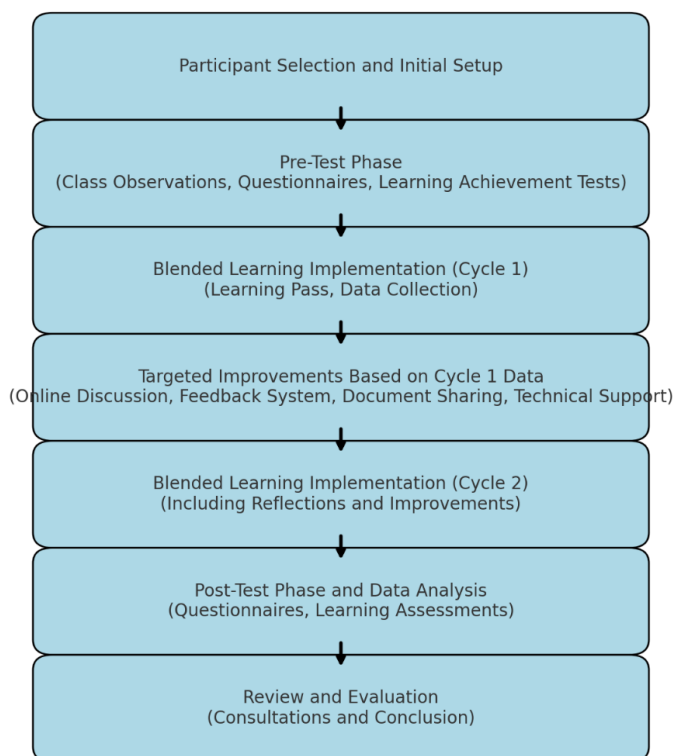 Participant Selection and Initial Setup
Pre-Test Phase
(Class Observations, Questionnaires, Learning Achievement Tests)
Blended Learning Implementation (Cycle 1)
(Learning Pass, Data Collection)
Targeted Improvements Based on Cycle 1 Data
(Online Discussion, Feedback System, Document Sharing, Technical Support)
Blended Learning Implementation (Cycle 2)
(Including Reflections and Improvements)
Post-Test Phase and Data Analysis
(Questionnaires, Learning Assessments)
Review and Evaluation
(Consultations and Conclusion)